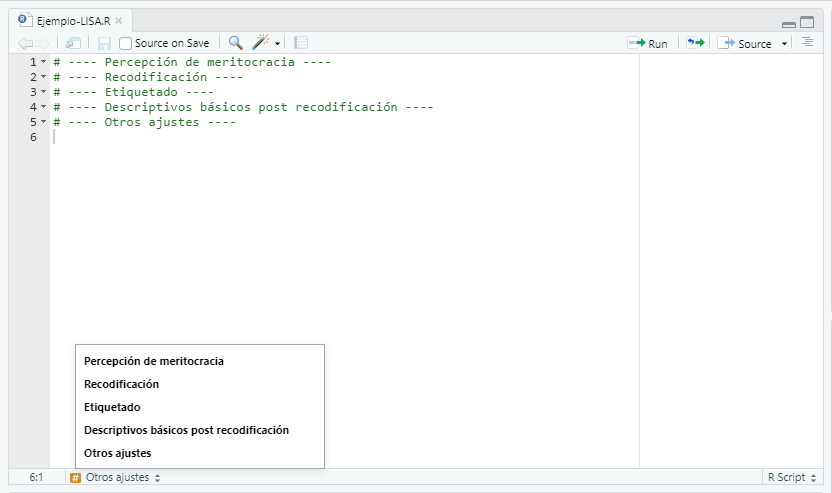 Ejemplo-LISA.R
Source on Save
Run
Source
1 # ---- Percepción de meritocracia ----
2 # ---- Recodificación ----
3 # ---- Etiquetado ----
4 # ---- Descriptivos básicos post recodificación ----
5 # ---- Otros ajustes ----
6
Percepción de meritocracia
Recodificación
Etiquetado
Descriptivos básicos post recodificación
Otros ajustes
6:1 # Otros ajustes R Script